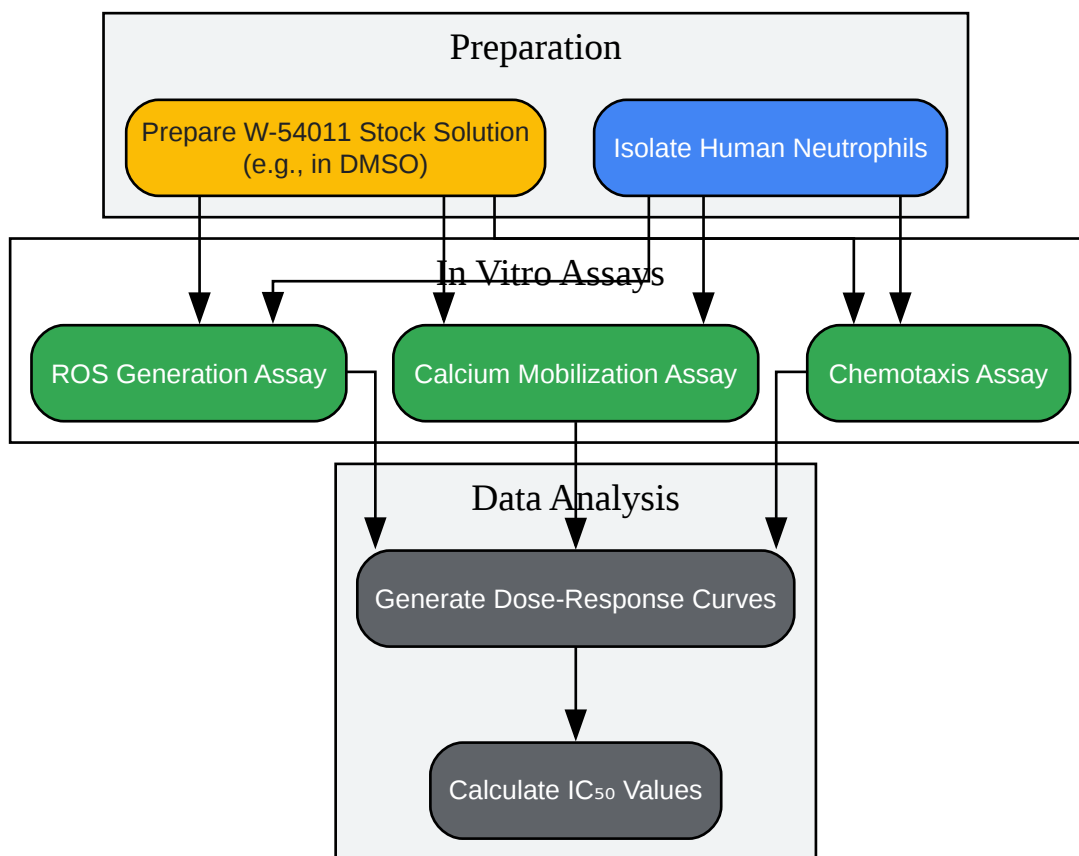 Preparation
Prepare W-54011 Stock Solution
(e.g., in DMSO)
Isolate Human Neutrophils
In Vitro Assays
ROS Generation Assay
Calcium Mobilization Assay
Chemotaxis Assay
Data Analysis
Generate Dose-Response Curves
Calculate IC₅₀ Values